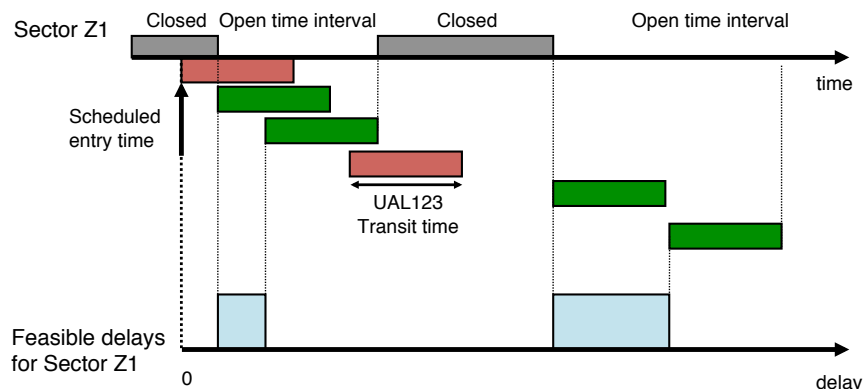 Sector Z1
Closed
Open time interval
Closed
Open time interval
time
Scheduled
entry time
UAL123
Transit time
Feasible delays
for Sector Z1
0
delay